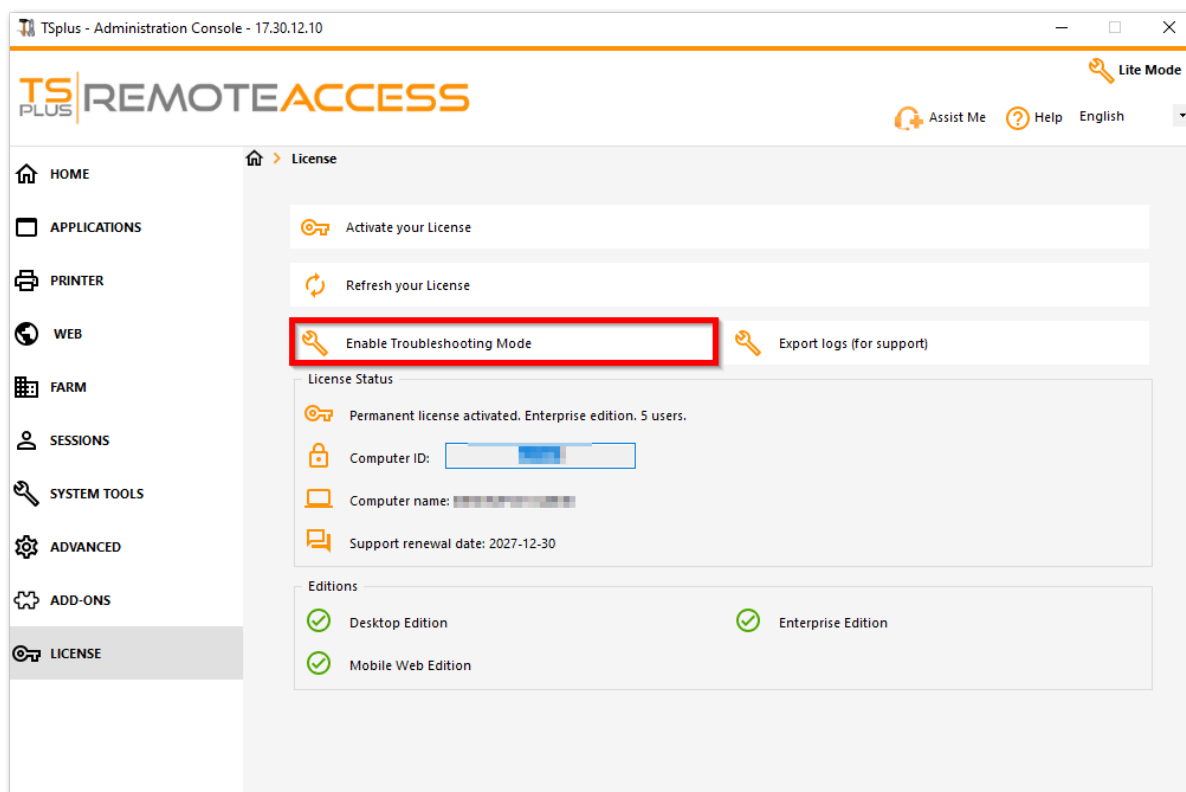 TSplus - Administration Console - 17.30.12.10
Lite Mode
TS PLUS REMOTEACCESS
Assist Me Help English
License
HOME
APPLICATIONS
PRINTER
WEB
FARM
SESSIONS
SYSTEM TOOLS
ADVANCED
ADD-ONS
LICENSE
Activate your License
Refresh your License
Enable Troubleshooting Mode Export logs (for support)
License Status
Permanent license activated. Enterprise edition. 5 users.
Computer ID:
Computer name:
Support renewal date: 2027-12-30
Editions
Desktop Edition Enterprise Edition
Mobile Web Edition